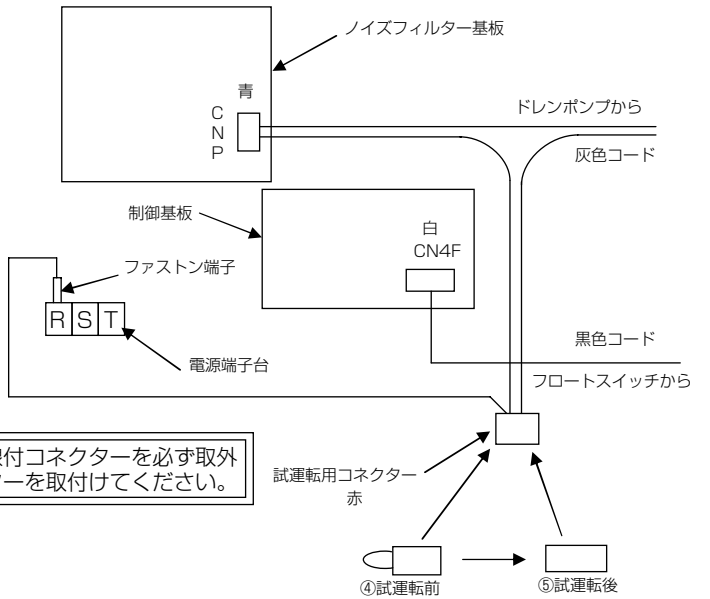 ノイズフィルター基板
青
CNP
ドレンポンプから
灰色コード
制御基板
白
CN4F
ファストン端子
R S T
電源端子台
黒色コード
フロートスイッチから
線付コネクターを必ず取外
ターを取付けてください。
試運転用コネクター
赤
④試運転前
⑤試運転後